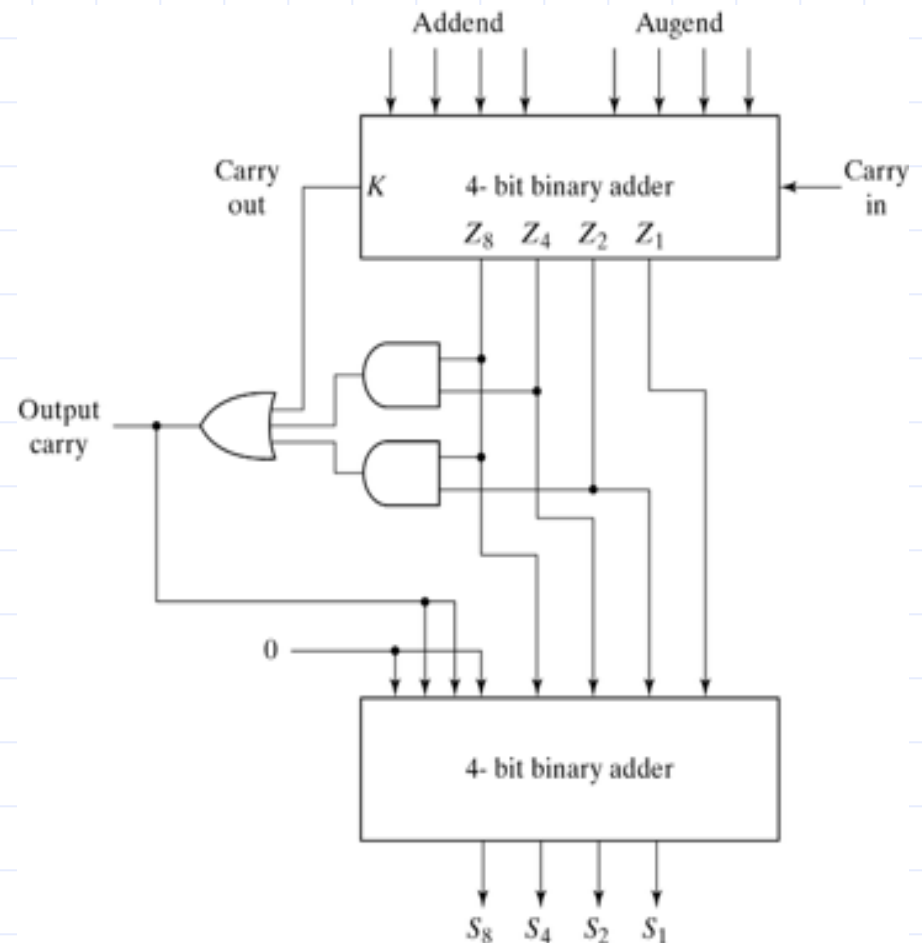 Addend Augend
Carry out
K
4- bit binary adder
Carry in
Z8 Z4 Z2 Z1
Output carry
0
4- bit binary adder
S8 S4 S2 S1